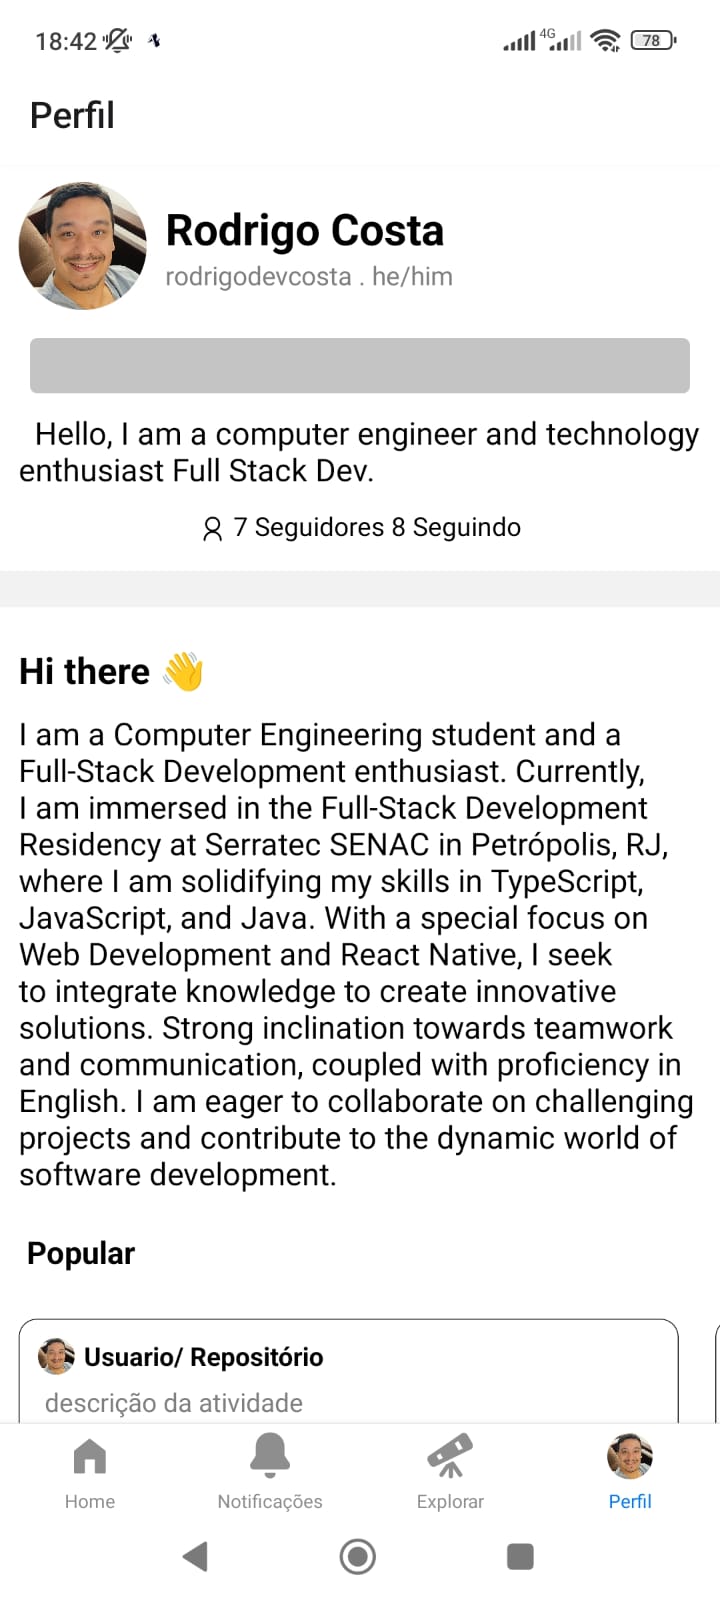 18:42
4G
78
Perfil
Rodrigo Costa
rodrigodevcosta . he/him
Hello, I am a computer engineer and technology
enthusiast Full Stack Dev.
7 Seguidores 8 Seguindo
Hi there 👋
I am a Computer Engineering student and a
Full-Stack Development enthusiast. Currently,
I am immersed in the Full-Stack Development
Residency at Serratec SENAC in Petrópolis, RJ,
where I am solidifying my skills in TypeScript,
JavaScript, and Java. With a special focus on
Web Development and React Native, I seek
to integrate knowledge to create innovative
solutions. Strong inclination towards teamwork
and communication, coupled with proficiency in
English. I am eager to collaborate on challenging
projects and contribute to the dynamic world of
software development.
Popular
Usuario/ Repositório
descrição da atividade
Home
Notificações
Explorar
Perfil